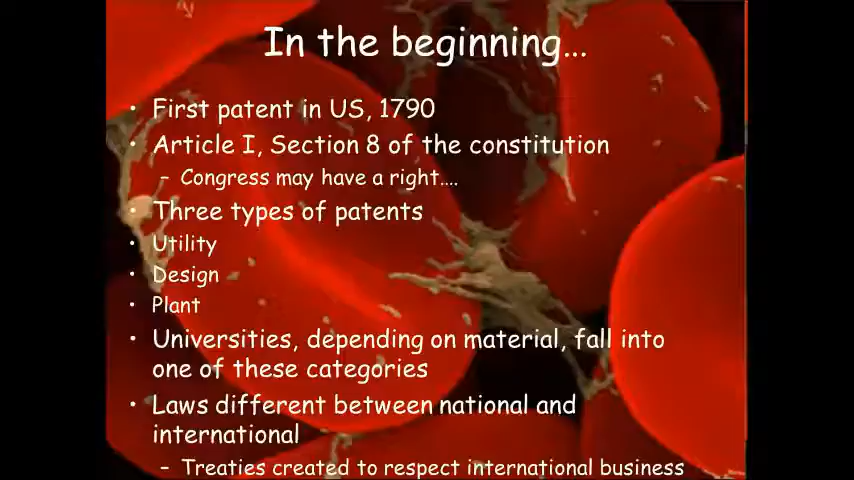 In the beginning...
• First patent in US, 1790
• Article I, Section 8 of the constitution
– Congress may have a right....
• Three types of patents
• Utility
• Design
• Plant
• Universities, depending on material, fall into
one of these categories
• Laws different between national and
international
– Treaties created to respect international business